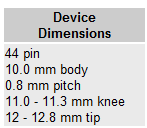 Device
Dimensions
44 pin
10.0 mm body
0.8 mm pitch
11.0 - 11.3 mm knee
12 - 12.8 mm tip